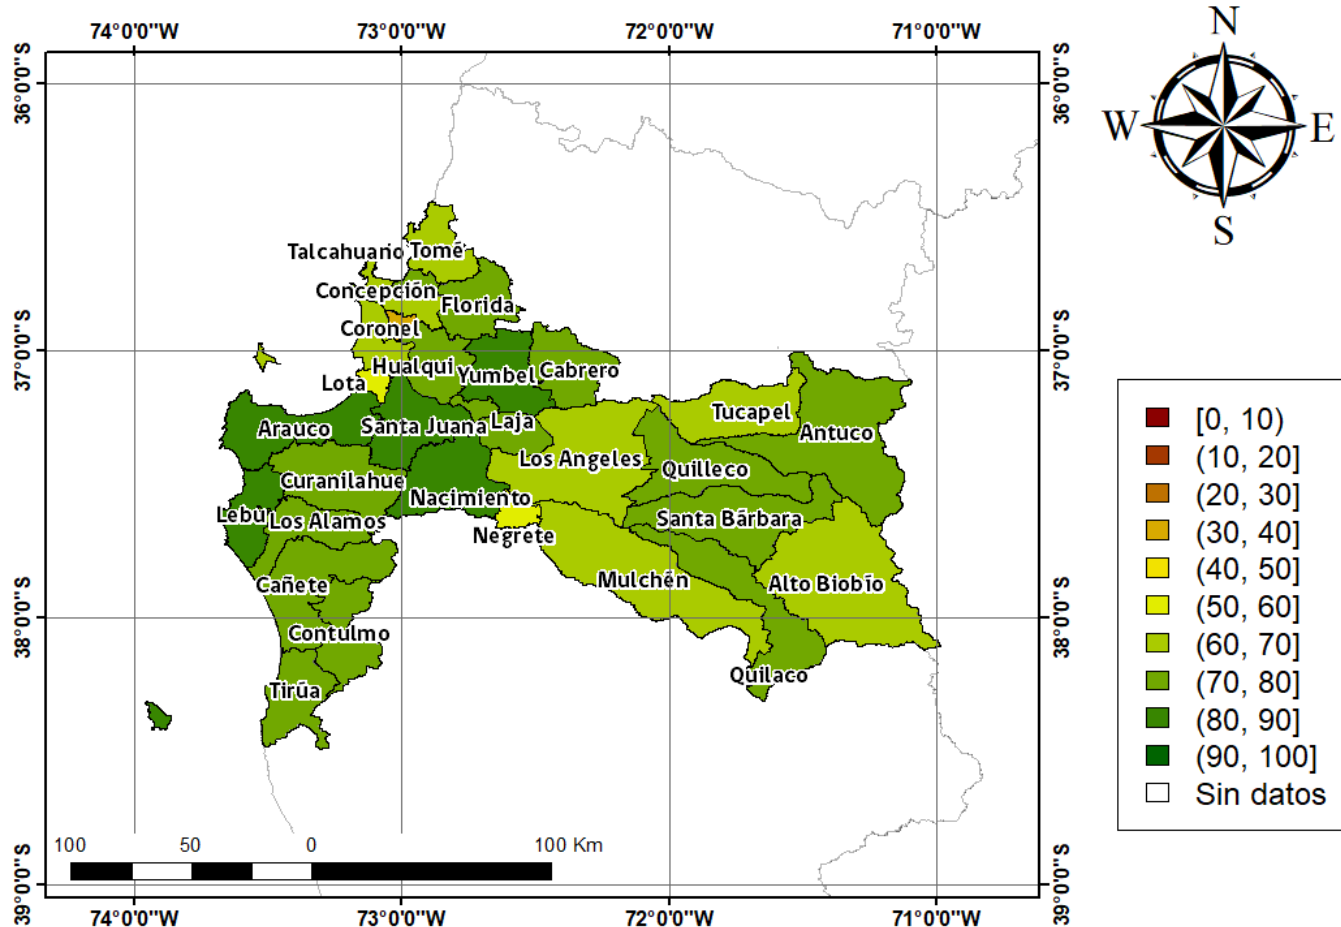 74°0'0"W 73°0'0"W 72°0'0"W 71°0'0"W
N
W E
S
36°0'0"S 36°0'0"S
Talcahuano Tomé
Concepción
Florida
Coronel
37°0'0"S 37°0'0"S
Hualqui
Yumbel Cabrero
Lota
Tucapel
Santa Juana Laja
Arauco
Antuco
Los Angeles
Quilleco
Curanilahue
Nacimiento
Lebu Los Alamos
Santa Bárbara
Negrete
Mulchén
Alto Biobío
Cañete
38°0'0"S 38°0'0"S
Contulmo
Quilaco
Tirúa
[0, 10)
(10, 20]
(20, 30]
(30, 40]
(40, 50]
(50, 60]
(60, 70]
(70, 80]
(80, 90]
(90, 100]
Sin datos
100 50 0 100 Km
39°0'0"S 39°0'0"S
74°0'0"W 73°0'0"W 72°0'0"W 71°0'0"W